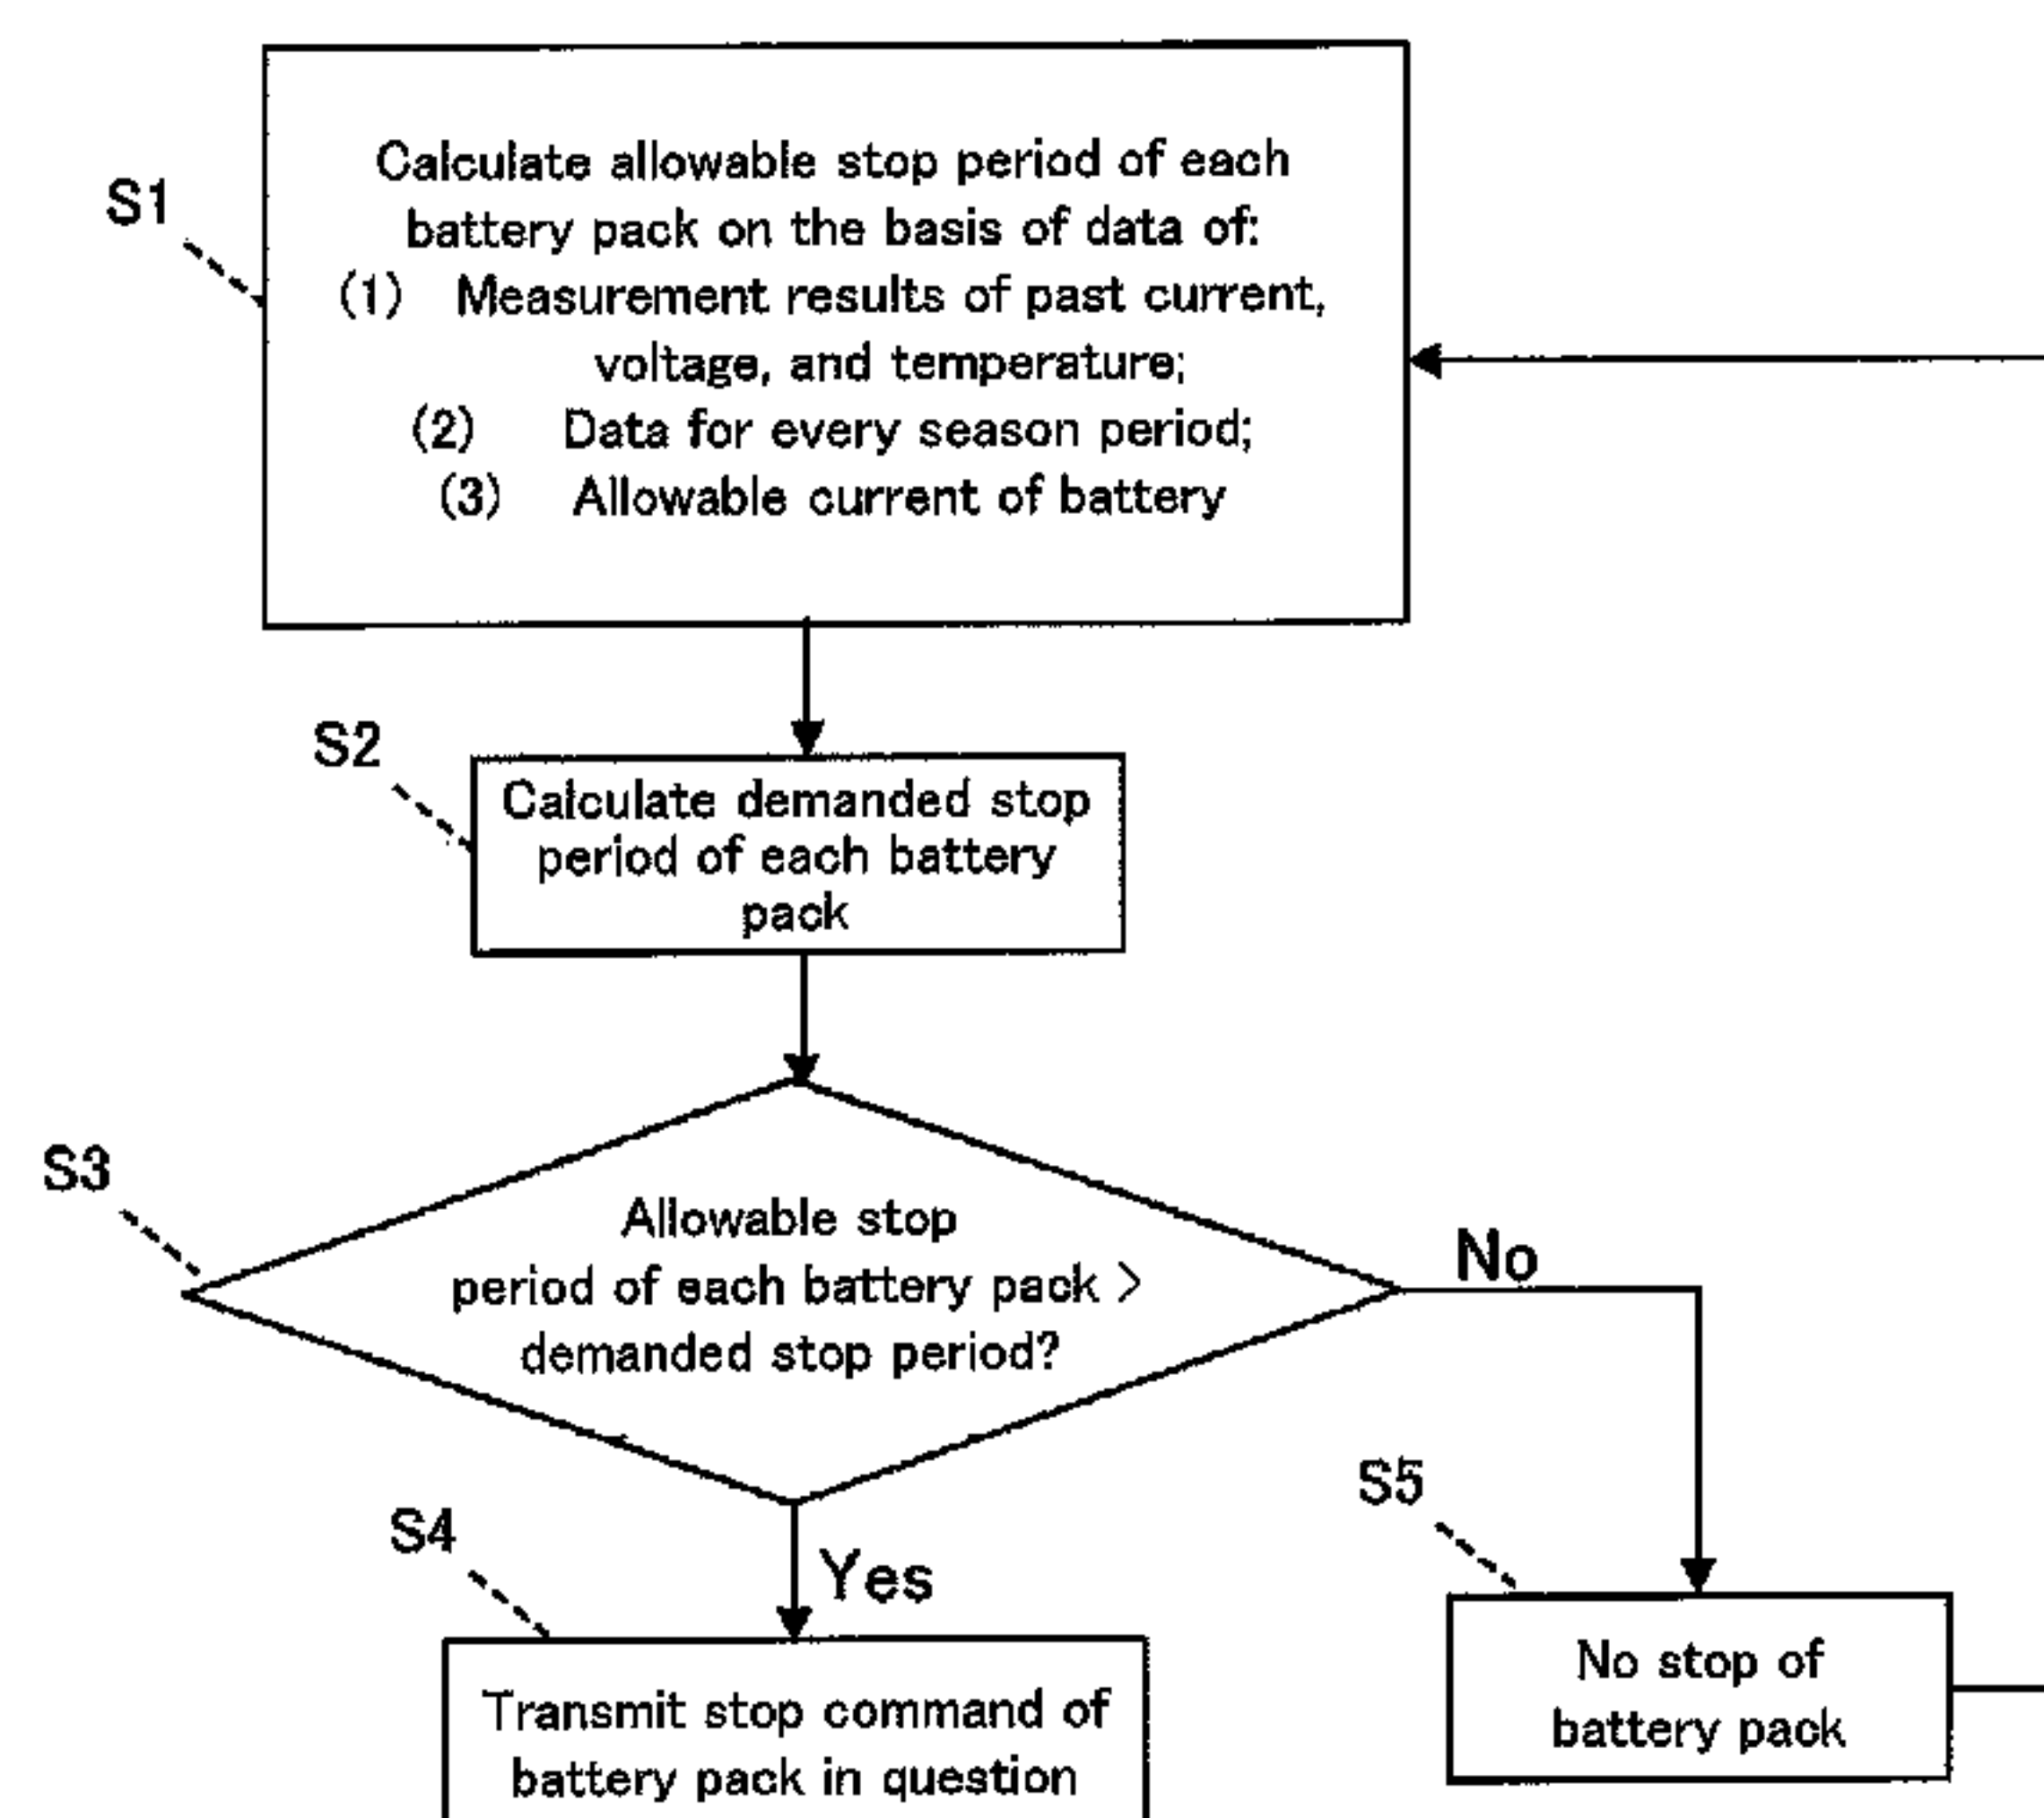 S1
Calculate allowable stop period of each
battery pack on the basis of data of:
(1) Measurement results of past current,
voltage, and temperature;
(2) Data for every season period;
(3) Allowable current of battery
S2
Calculate demanded stop
period of each battery
pack
S3
Allowable stop
period of each battery pack >
demanded stop period?
No
S4
Yes
Transmit stop command of
battery pack in question
S5
No stop of
battery pack